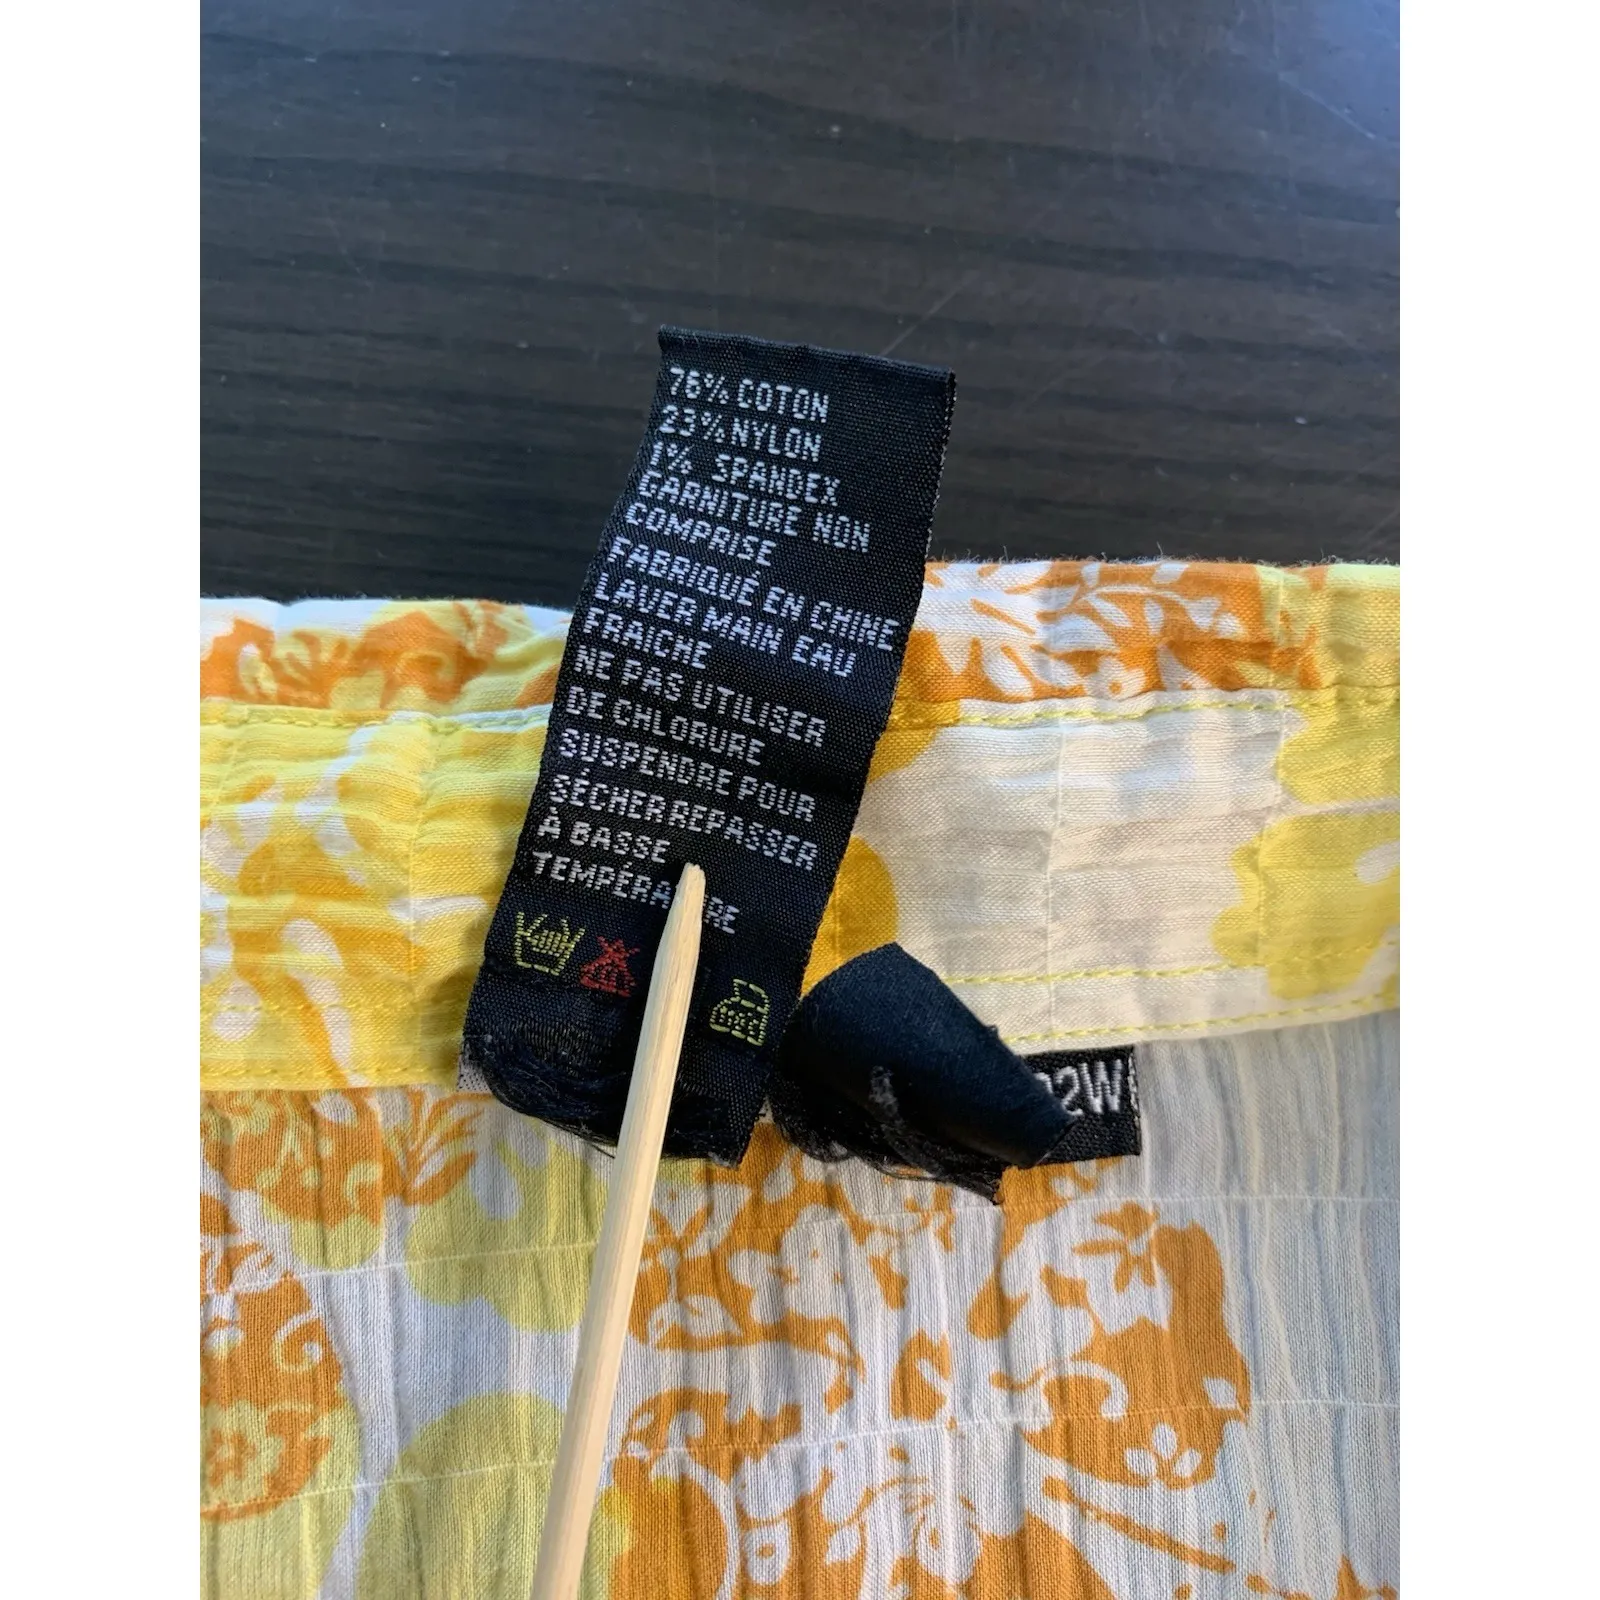 76% COTON
23% NYLON
1% SPANDEX
GARNITURE NON
COMPRISE
FABRIQUÉ EN CHINE
LAVER MAIN EAU
FRAICHE
NE PAS UTILISER
DE CHLORURE
SUSPENDRE POUR
SÉCHER REPASSER
À BASSE